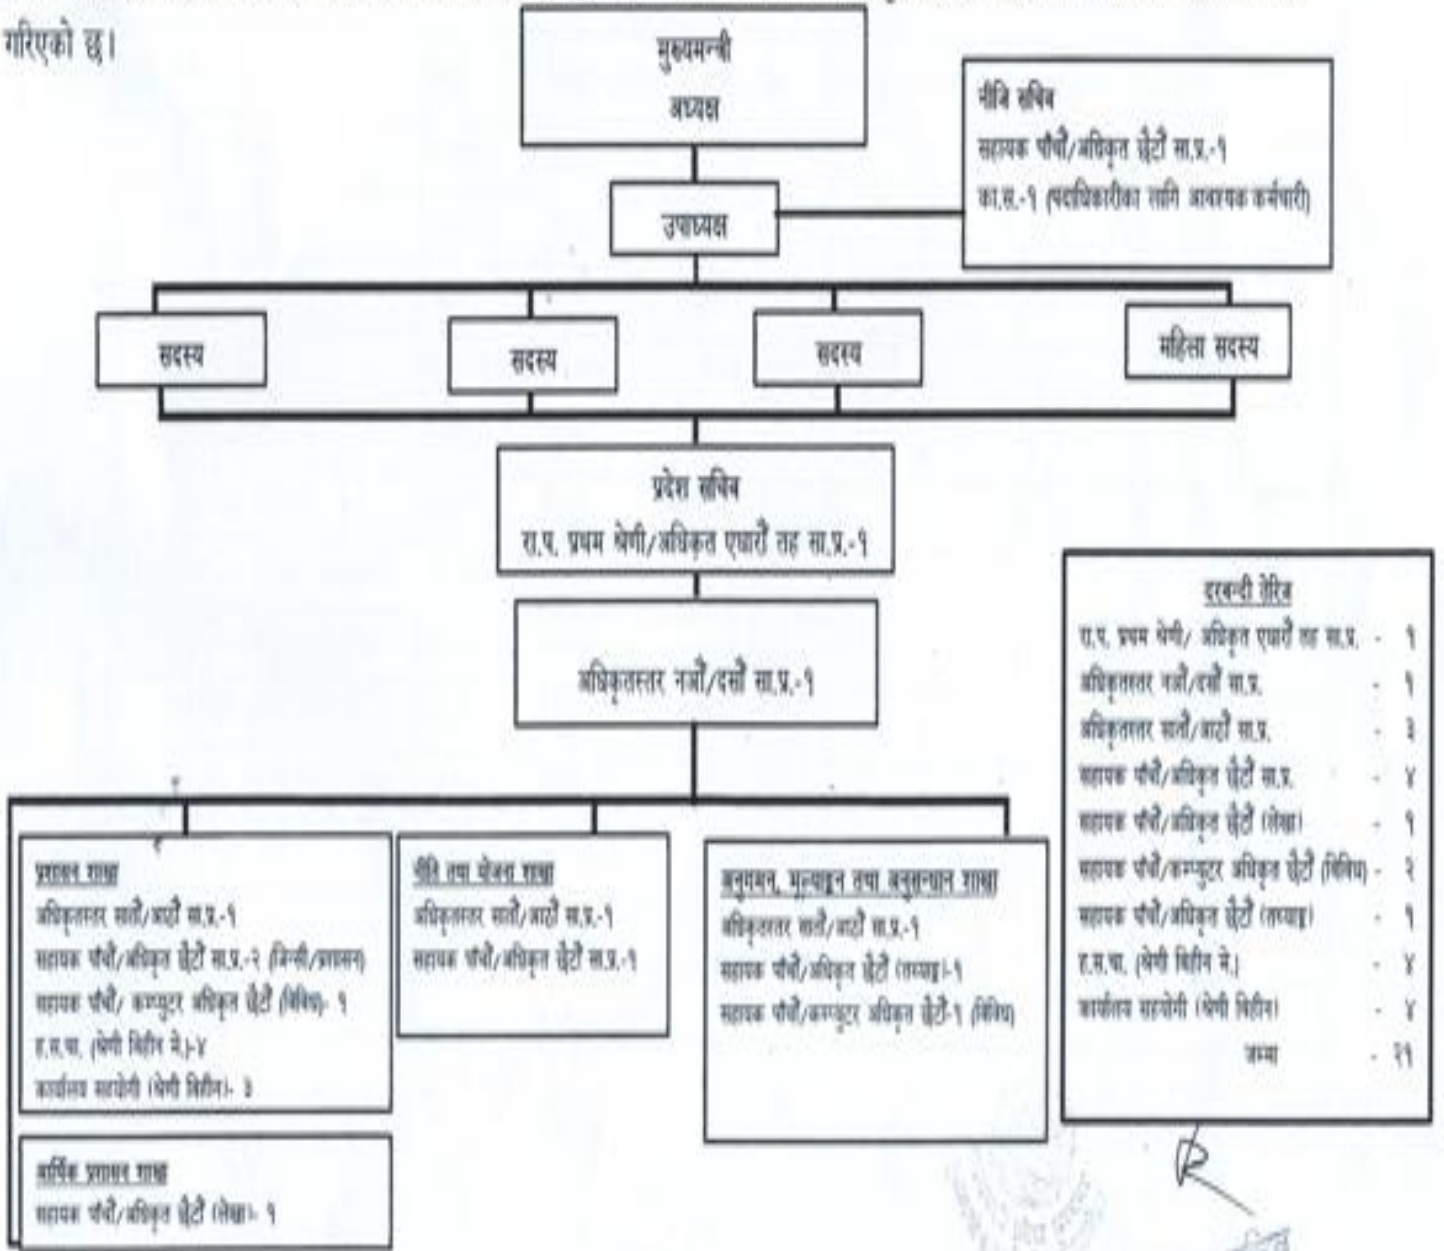 गरिएको छ।
मुख्यमन्त्री
अध्यक्ष
नीजि सचिव
सहायक पाँचौं/अधिकृत छैटौं सा.प्र.-१
का.स.-१ (पदाधिकारीका लागि आवश्यक कर्मचारी)
उपाध्यक्ष
सदस्य
सदस्य
सदस्य
महिला सदस्य
प्रदेश सचिव
रा.प. प्रथम श्रेणी/अधिकृत एघारौं तह सा.प्र.-१
अधिकृतस्तर नऔं/दसौं सा.प्र.-१
दरबन्दी तेरिज
रा.प. प्रथम श्रेणी/ अधिकृत एघारौं तह सा.प्र. - १
अधिकृतस्तर नऔं/दसौं सा.प्र. - १
अधिकृतस्तर सातौं/आठौं सा.प्र. - ३
सहायक पाँचौं/अधिकृत छैटौं सा.प्र. - ४
सहायक पाँचौं/अधिकृत छैटौं (लेखा) - १
सहायक पाँचौं/कम्प्युटर अधिकृत छैटौं (विविध) - २
सहायक पाँचौं/अधिकृत छैटौं (तथ्याङ्क) - १
ह.स.चा. (श्रेणी विहीन ने.) - ४
कार्यालय सहयोगी (श्रेणी विहीन) - ४
जम्मा - २१
प्रशासन शाखा
अधिकृतस्तर सातौं/आठौं सा.प्र.-१
सहायक पाँचौं/अधिकृत छैटौं सा.प्र.-२ (जिन्सी/प्रशासन)
सहायक पाँचौं/ कम्प्युटर अधिकृत छैटौं (विविध)- १
ह.स.चा. (श्रेणी विहीन ने.)-४
कार्यालय सहयोगी (श्रेणी विहीन)- ३
नीति तथा योजना शाखा
अधिकृतस्तर सातौं/आठौं सा.प्र.-१
सहायक पाँचौं/अधिकृत छैटौं सा.प्र.-१
अनुगमन, मूल्याङ्कन तथा अनुसन्धान शाखा
अधिकृतस्तर सातौं/आठौं सा.प्र.-१
सहायक पाँचौं/अधिकृत छैटौं (तथ्याङ्क)-१
सहायक पाँचौं/कम्प्युटर अधिकृत छैटौं-१ (विविध)
आर्थिक प्रशासन शाखा
सहायक पाँचौं/अधिकृत छैटौं (लेखा)- १